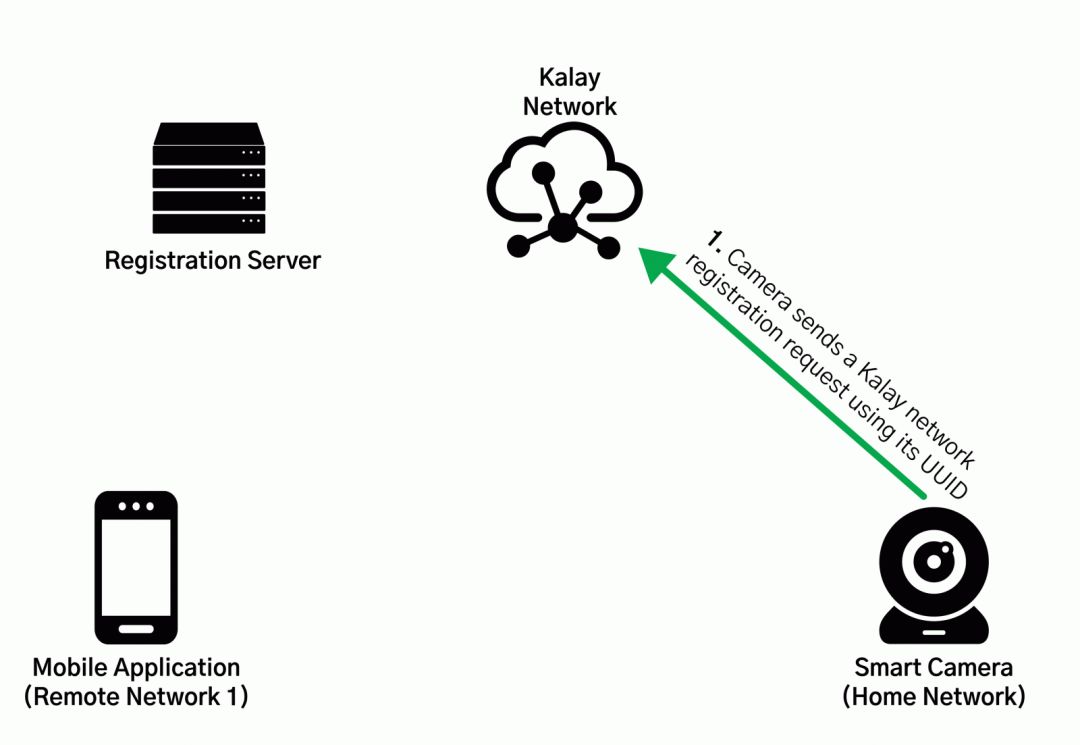 Kalay
Network
Registration Server
1. Camera sends a Kalay network
registration request using its UUID
Mobile Application
(Remote Network 1)
Smart Camera
(Home Network)